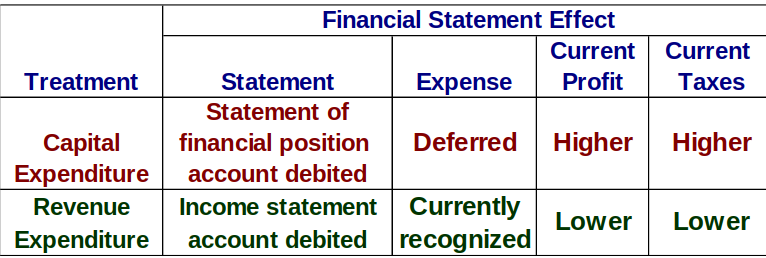 Financial Statement Effect
Treatment Statement Expense Current Profit Current Taxes
Capital Expenditure
Statement of
financial position
account debited
Deferred
Higher
Higher
Revenue
Expenditure
Income statement
account debited
Currently
recognized
Lower
Lower